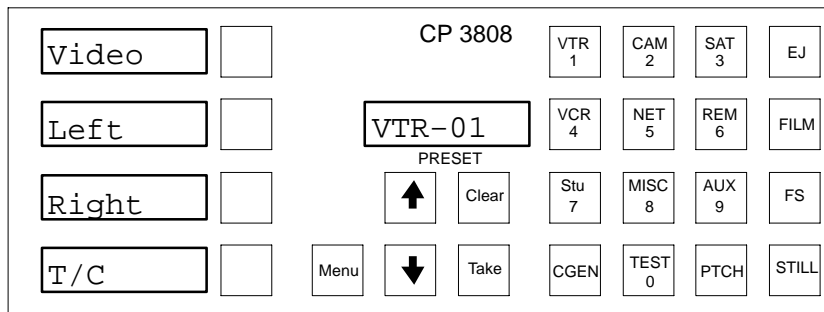 CP 3808
Video
VTR 1
CAM 2
SAT 3
EJ
Left
VTR-01
PRESET
VCR 4
NET 5
REM 6
FILM
Right
Clear
Stu 7
MISC 8
AUX 9
FS
T/C
Menu
Take
CGEN
TEST 0
PTCH
STILL